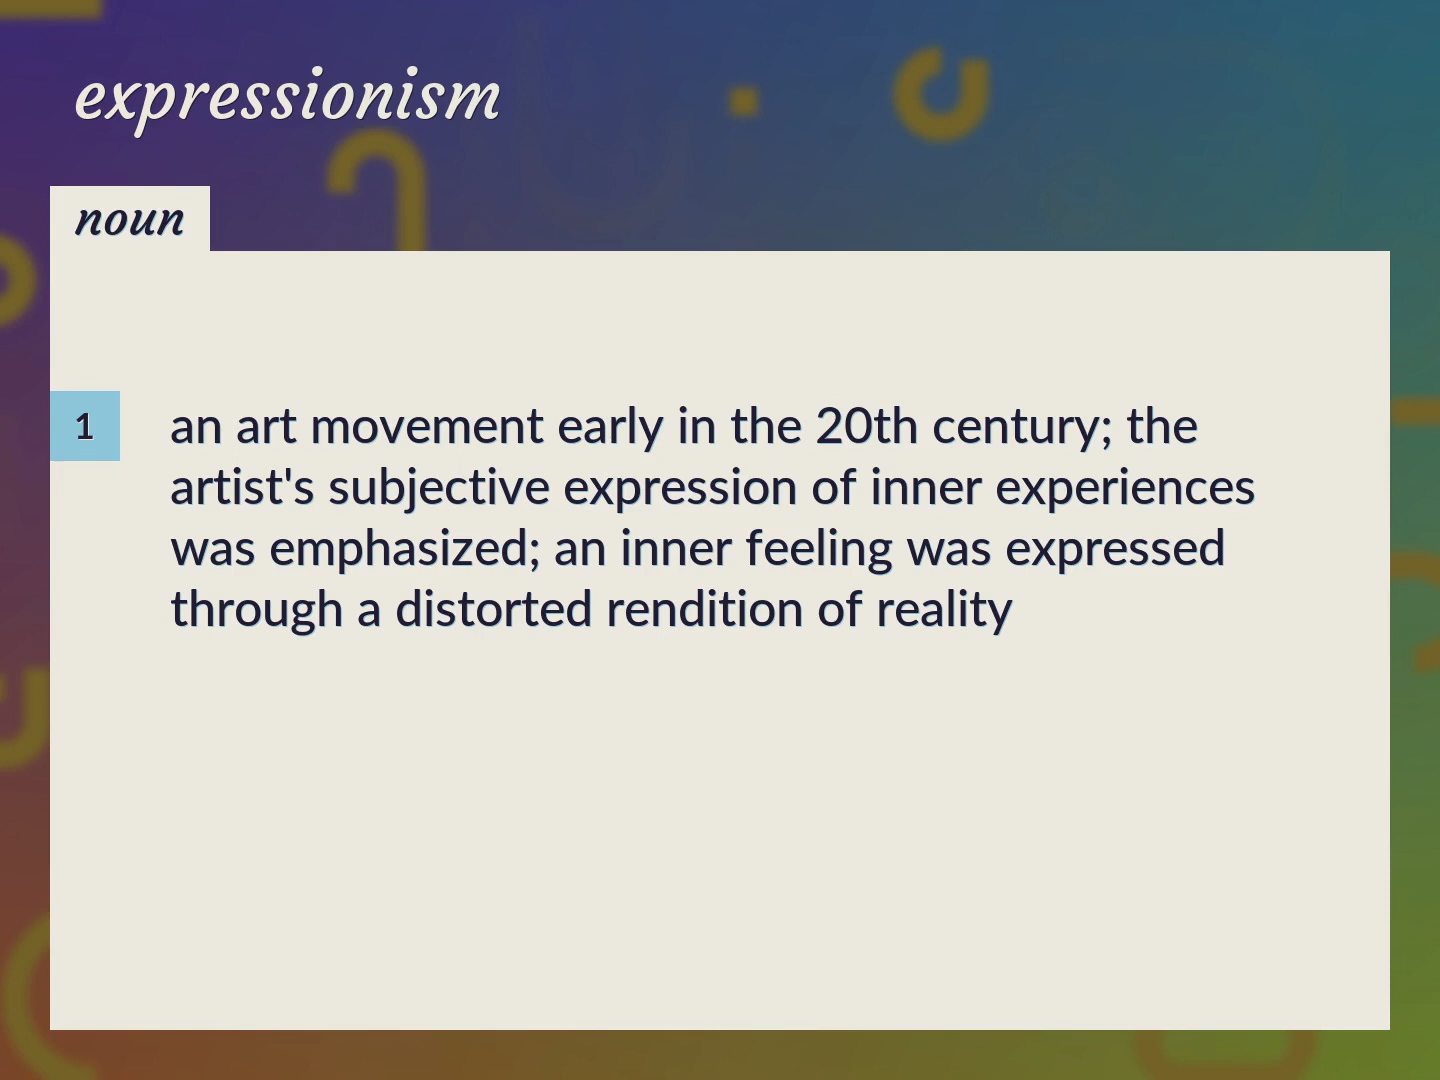 expressionism
noun
1
an art movement early in the 20th century; the
artist's subjective expression of inner experiences
was emphasized; an inner feeling was expressed
through a distorted rendition of reality